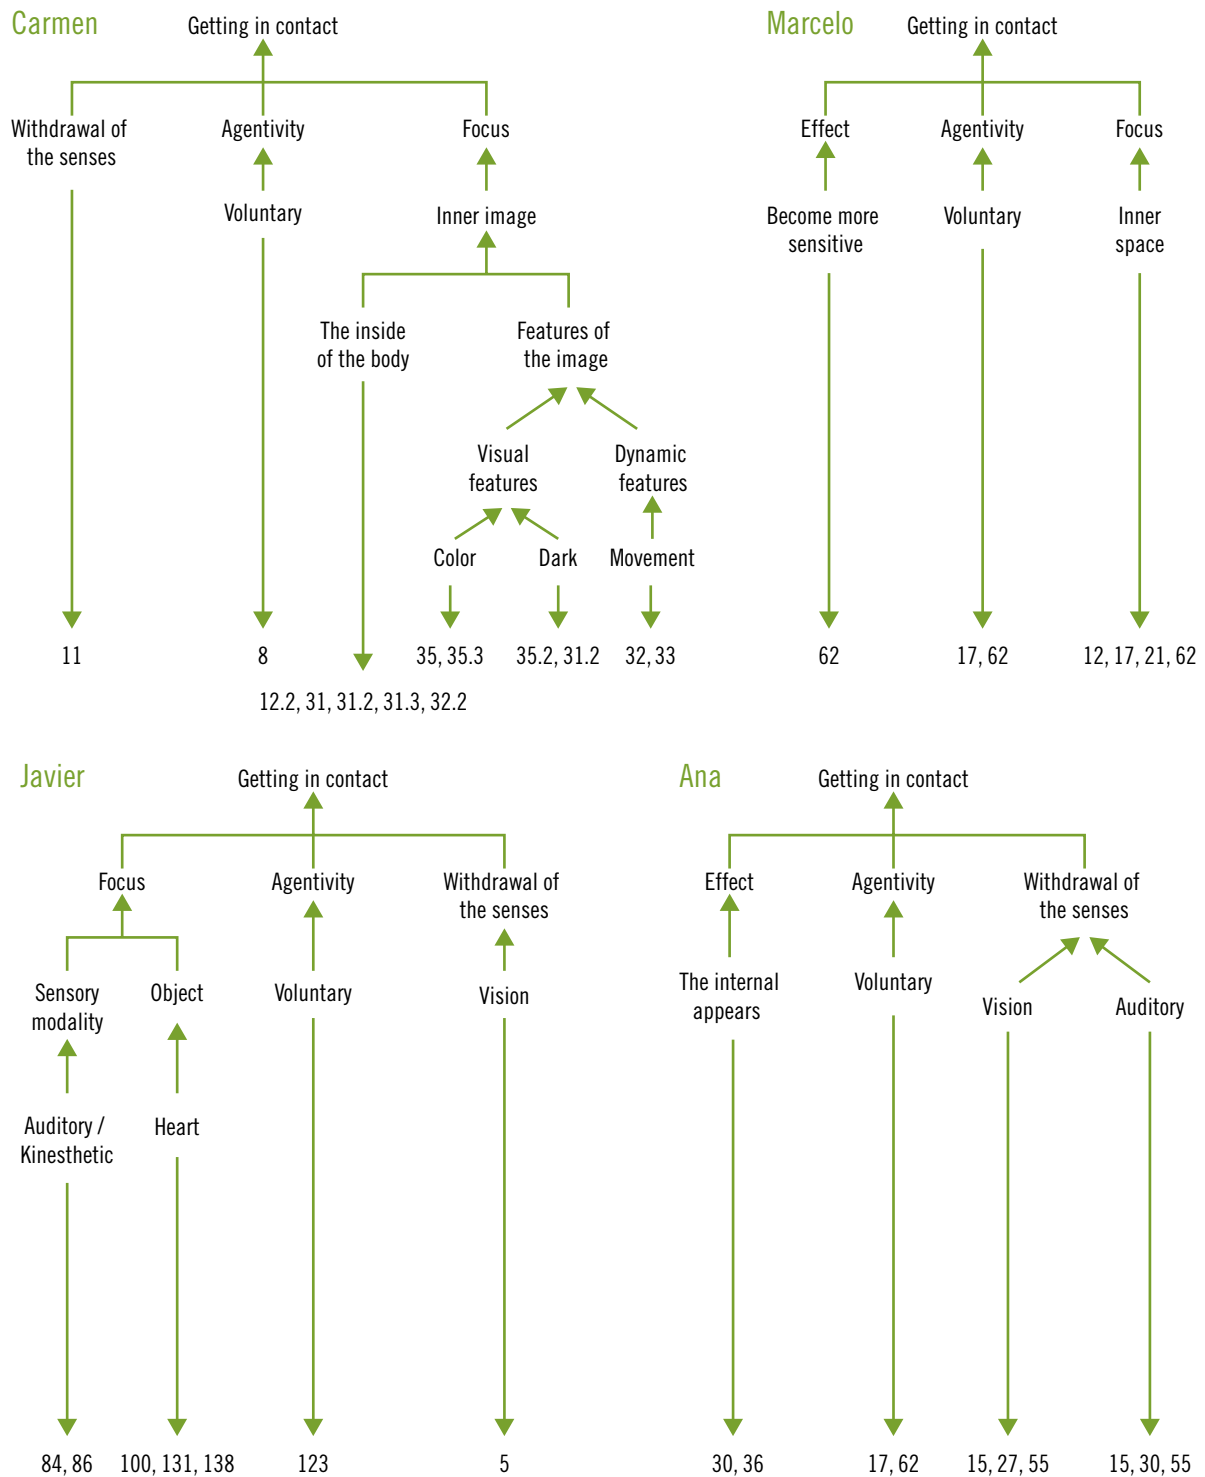 Carmen
Getting in contact
Withdrawal of
the senses
Agentivity
Focus
Voluntary
Inner image
The inside
of the body
Features of
the image
Visual
features
Dynamic
features
Color
Dark
Movement
11
8
35, 35.3
35.2, 31.2
32, 33
12.2, 31, 31.2, 31.3, 32.2
Marcelo
Getting in contact
Effect
Agentivity
Focus
Become more
sensitive
Voluntary
Inner
space
62
17, 62
12, 17, 21, 62
Javier
Getting in contact
Focus
Agentivity
Withdrawal of
the senses
Sensory
modality
Object
Voluntary
Vision
Auditory /
Kinesthetic
Heart
84, 86
100, 131, 138
123
5
Ana
Getting in contact
Effect
Agentivity
Withdrawal of
the senses
The internal
appears
Voluntary
Vision
Auditory
30, 36
17, 62
15, 27, 55
15, 30, 55